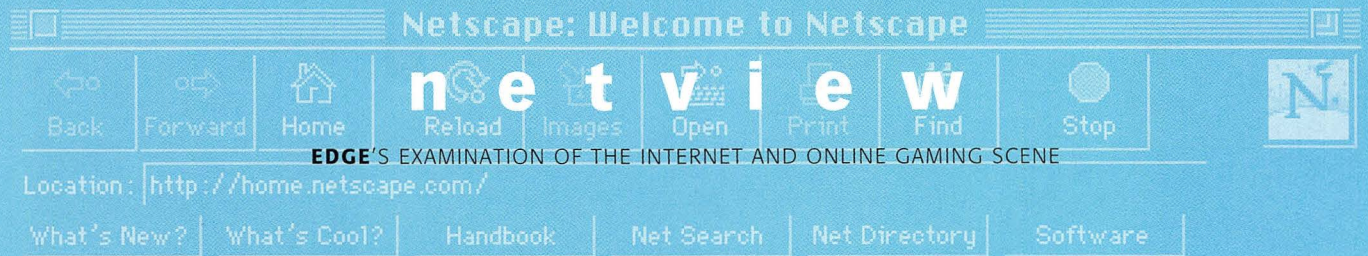 Netscape: Welcome to Netscape
netview
Back Forward Home Reload Images Open Print Find Stop N
EDGE'S EXAMINATION OF THE INTERNET AND ONLINE GAMING SCENE
Location: http://home.netscape.com/
What's New? What's Cool? Handbook Net Search Net Directory Software